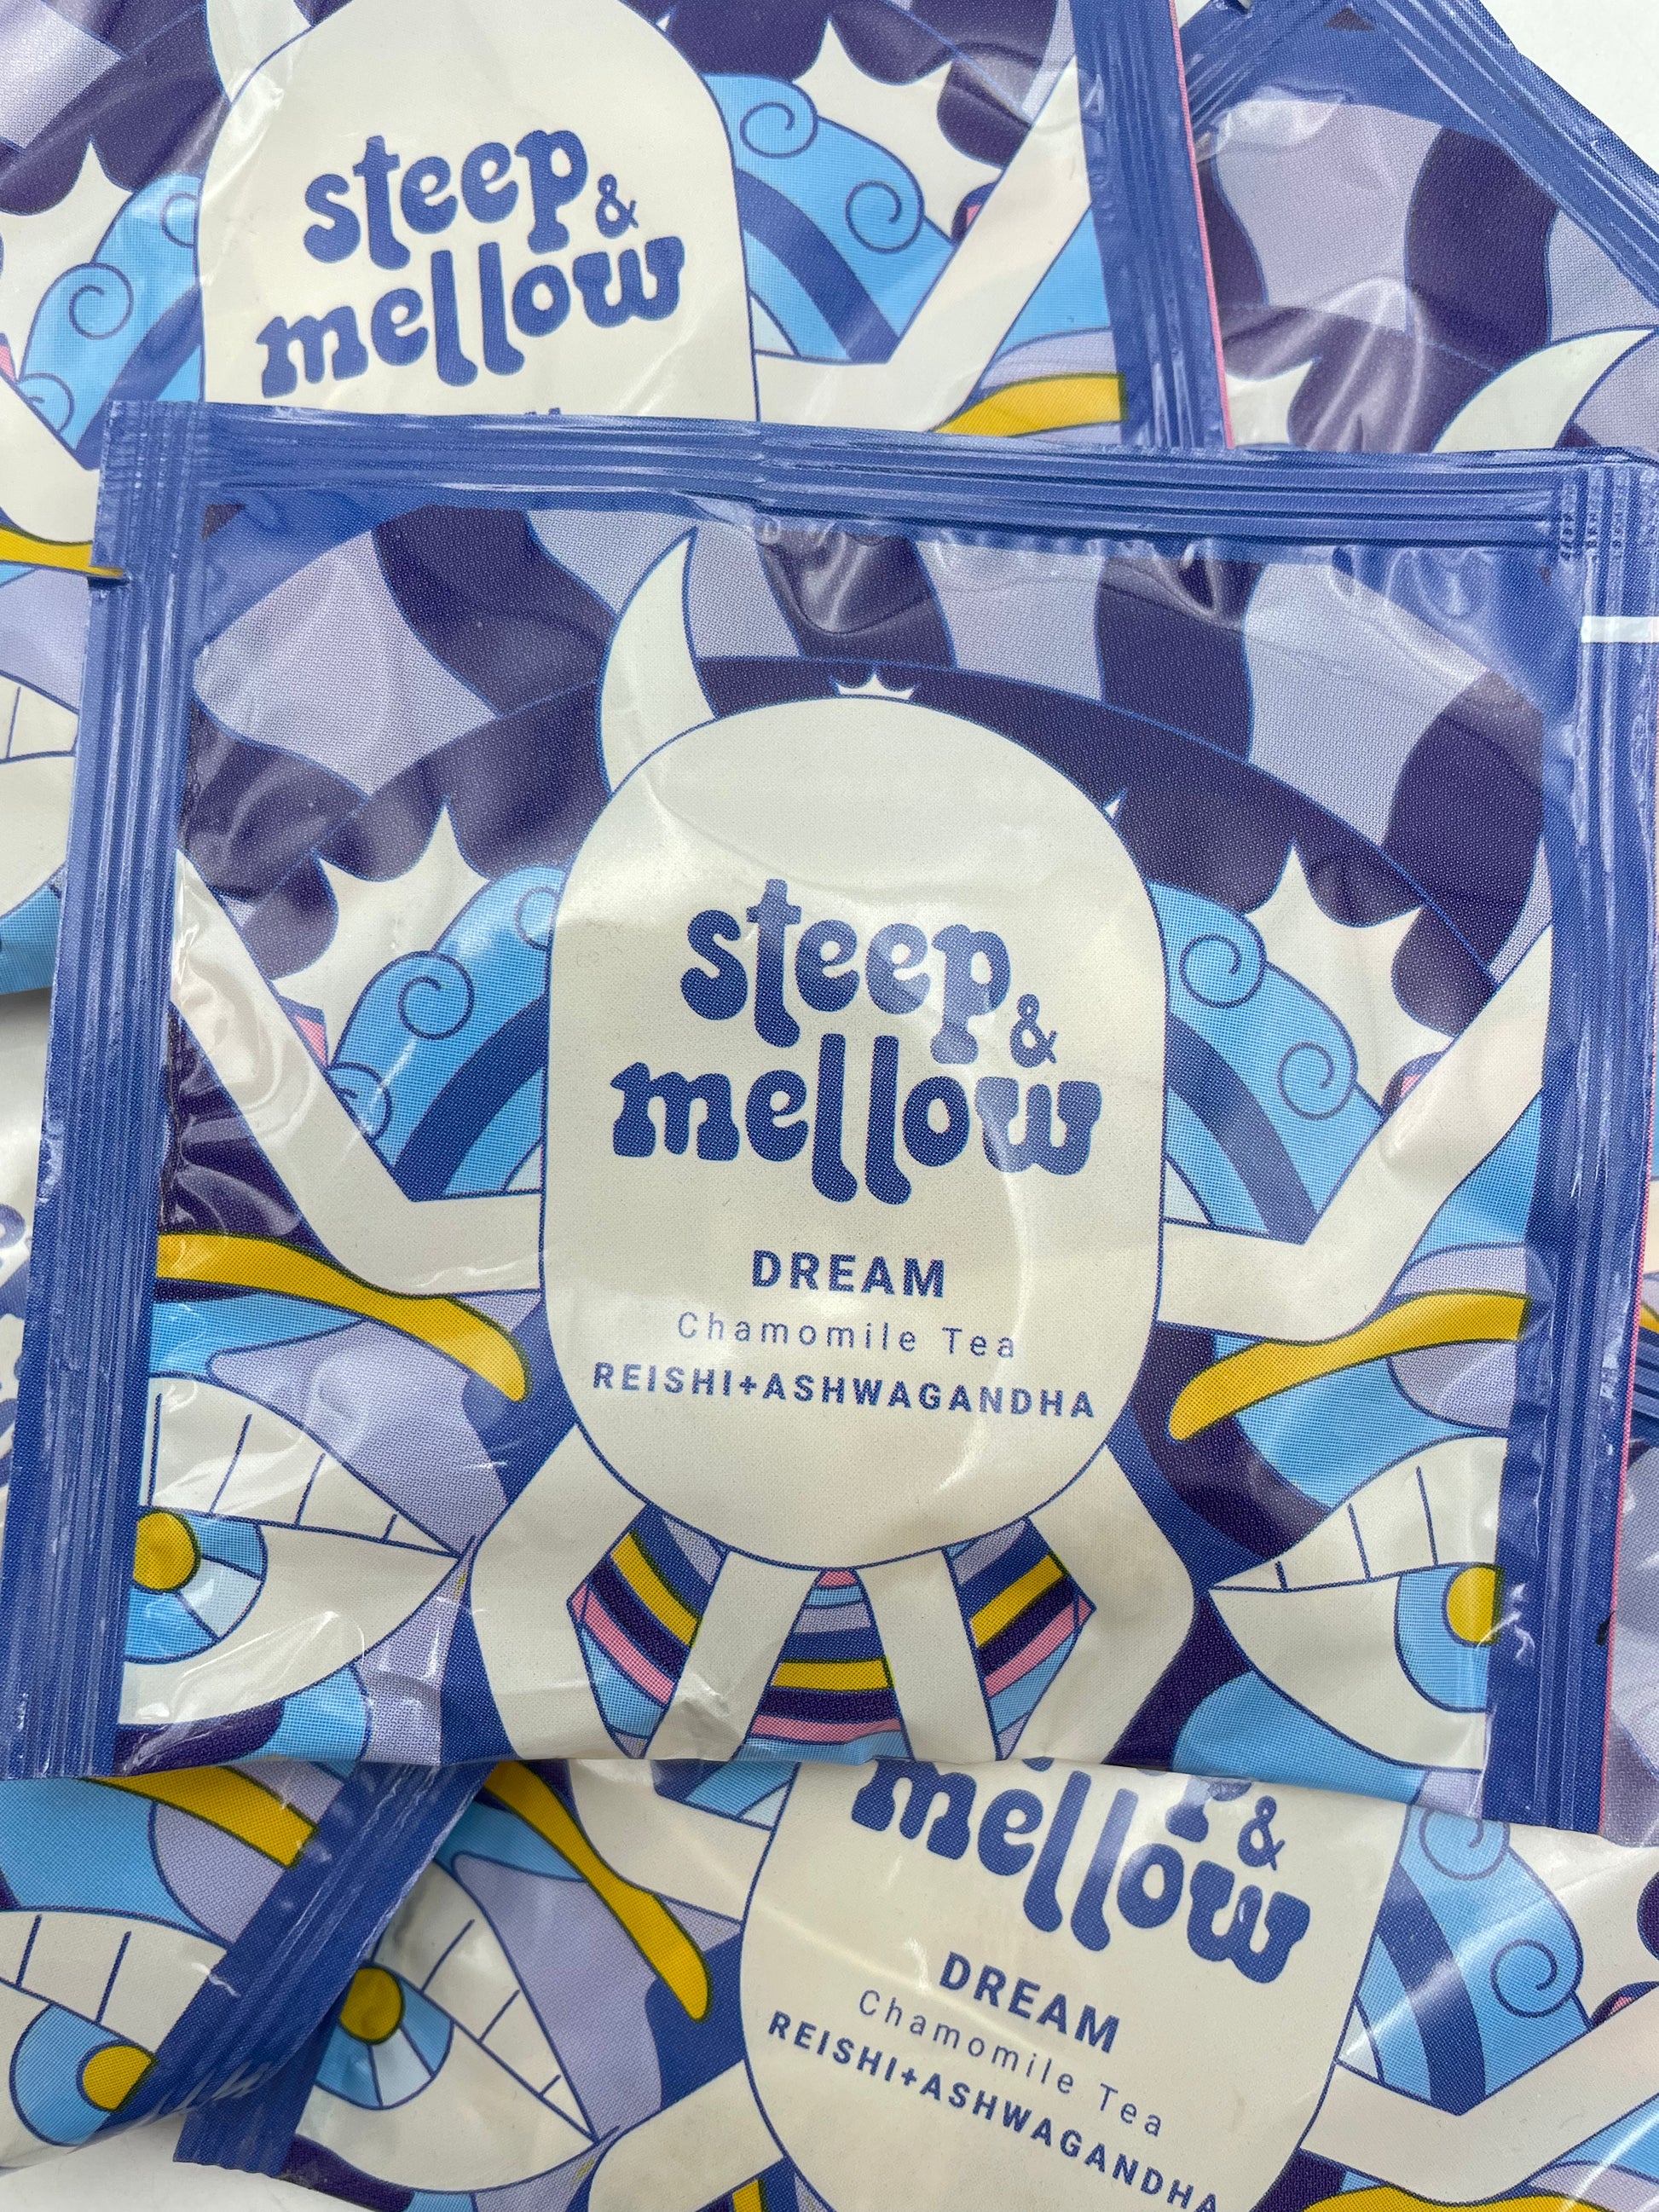 steep &
mellow
steep &
mellow
DREAM
Chamomile Tea
REISHI+ASHWAGANDHA
&
mellow
DREAM
Chamomile Tea
REISHI+ASHWAGANDHA